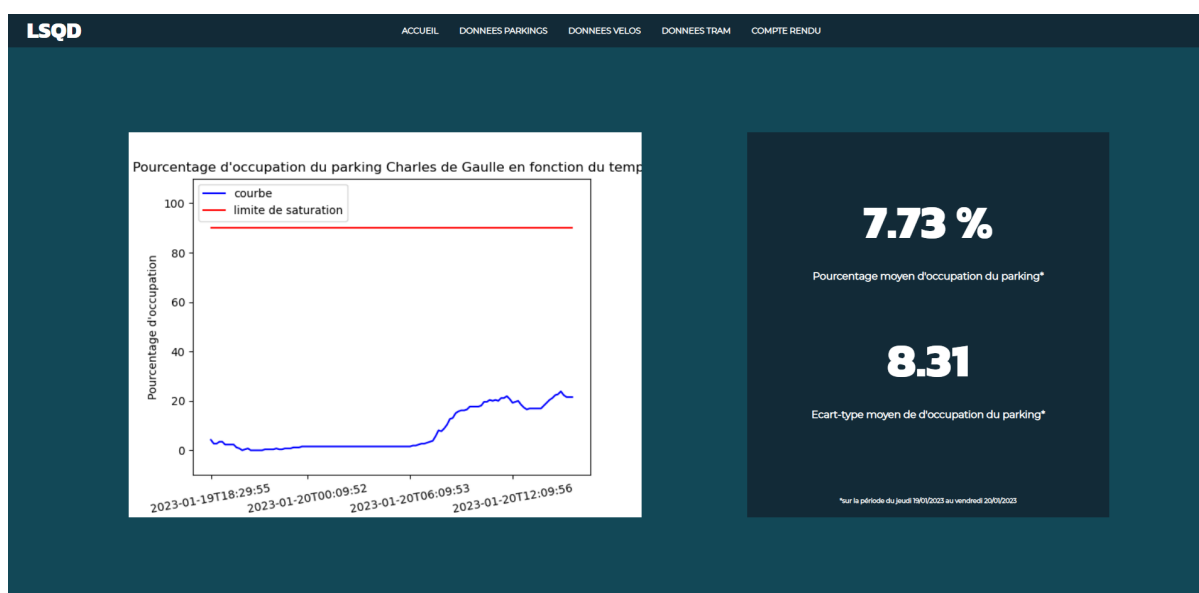 LSQD
ACCUEIL DONNEES PARKINGS DONNEES VELOS DONNEES TRAM COMPTE RENDU
Pourcentage d'occupation du parking Charles de Gaulle en fonction du temp
courbe
limite de saturation
Pourcentage d'occupation
100
80
60
40
20
0
2023-01-19T18:29:55
2023-01-20T00:09:52
2023-01-20T06:09:53
2023-01-20T12:09:56
7.73 %
Pourcentage moyen d'occupation du parking*
8.31
Ecart-type moyen de d'occupation du parking*
*sur la période du jeudi 19/01/2023 au vendredi 20/01/2023